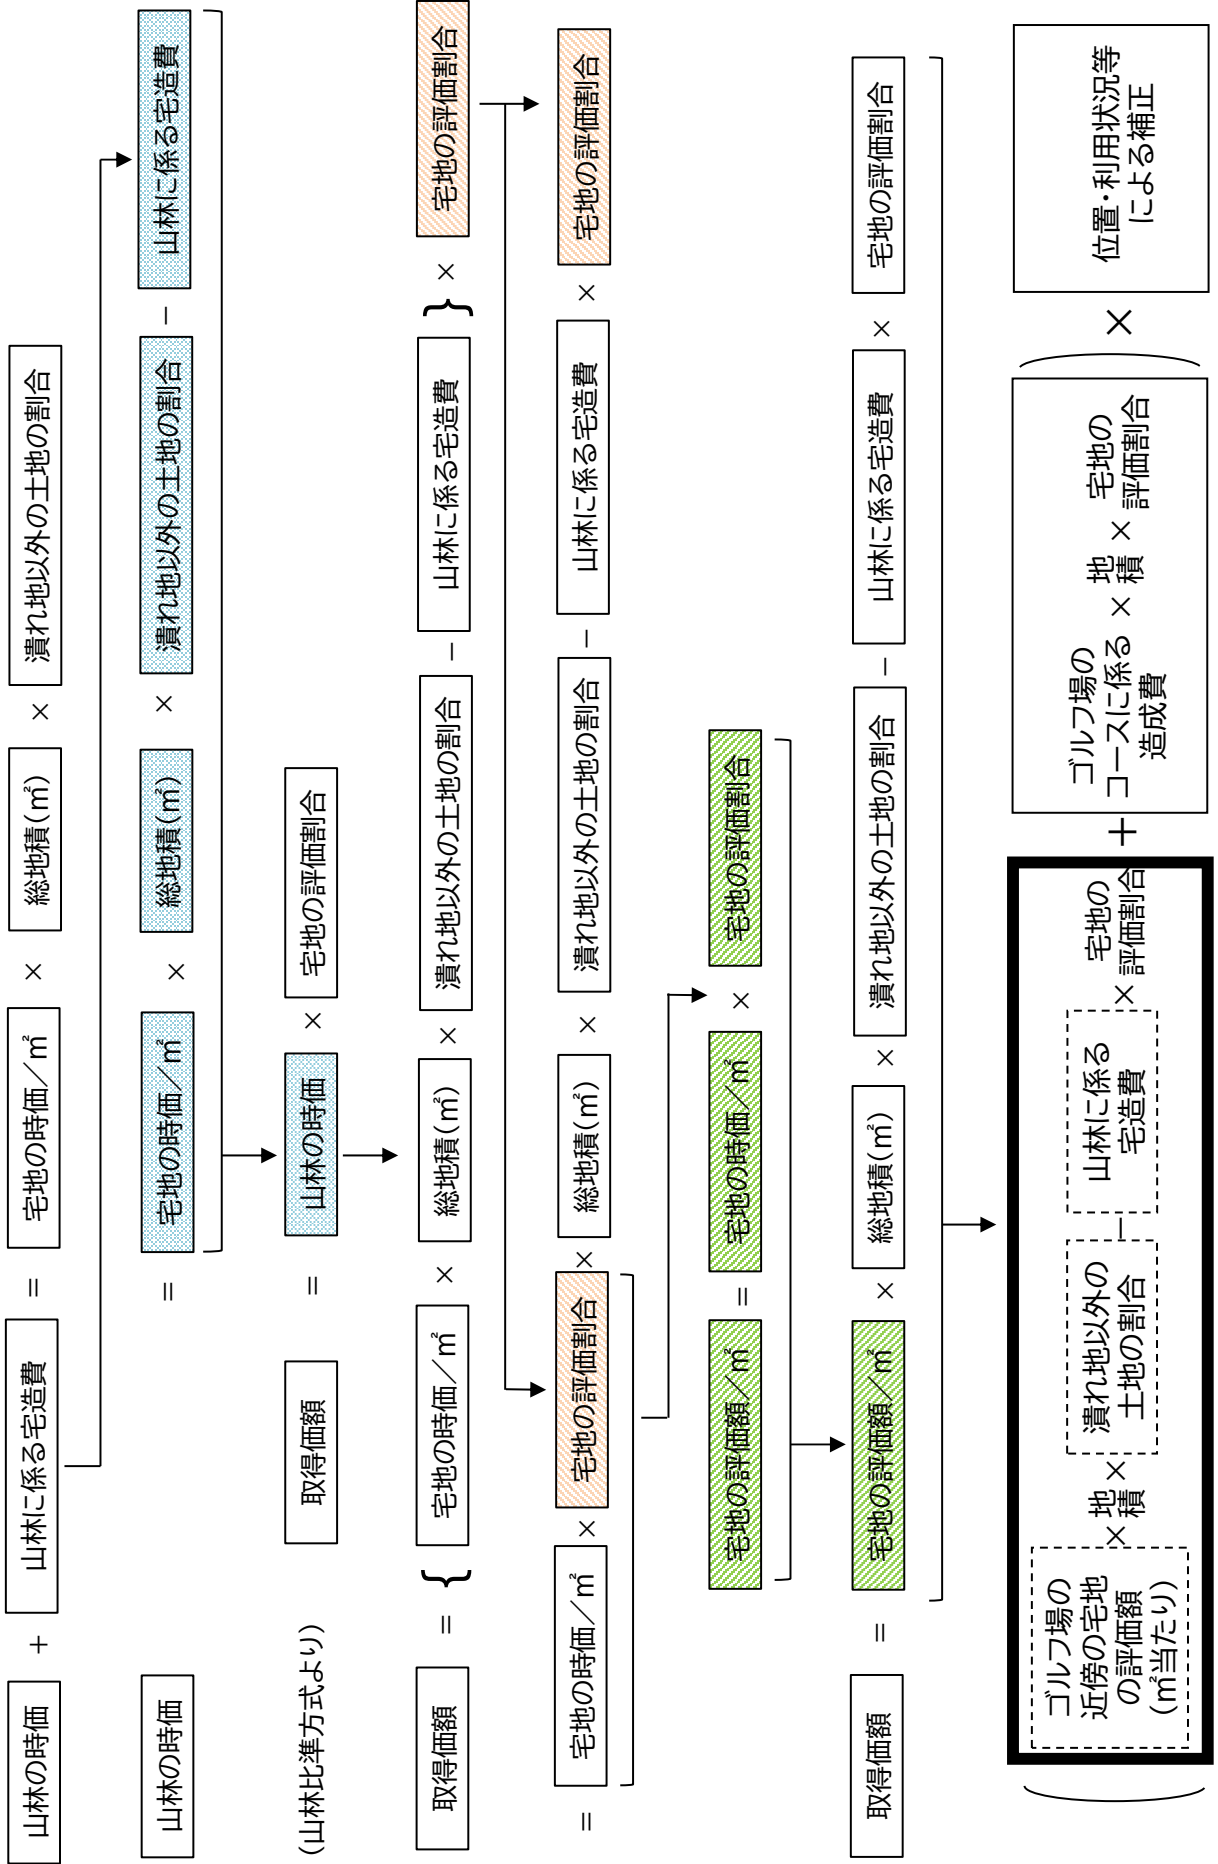 山林の時価 + 山林に係る宅造費 = 宅地の時価/㎡ × 総地積(㎡) × 潰れ地以外の土地の割合
山林の時価 = 宅地の時価/㎡ × 総地積(㎡) × 潰れ地以外の土地の割合 − 山林に係る宅造費
(山林比準方式より) 取得価額 = 山林の時価 × 宅地の評価割合
取得価額 = { 宅地の時価/㎡ × 総地積(㎡) × 潰れ地以外の土地の割合 − 山林に係る宅造費 } × 宅地の評価割合
= 宅地の時価/㎡ × 宅地の評価割合 × 総地積(㎡) × 潰れ地以外の土地の割合 − 山林に係る宅造費 × 宅地の評価割合
宅地の評価額/㎡ = 宅地の時価/㎡ × 宅地の評価割合
取得価額 = 宅地の評価額/㎡ × 総地積(㎡) × 潰れ地以外の土地の割合 − 山林に係る宅造費 × 宅地の評価割合
(
ゴルフ場の
近傍の宅地
の評価額
(㎡当たり)
×
地
積
×
潰れ地以外の
土地の割合
−
山林に係る
宅造費
×
宅地の
評価割合
+
ゴルフ場の
コースに係る
造成費
×
地
積
×
宅地の
評価割合
)
×
位置・利用状況等
による補正